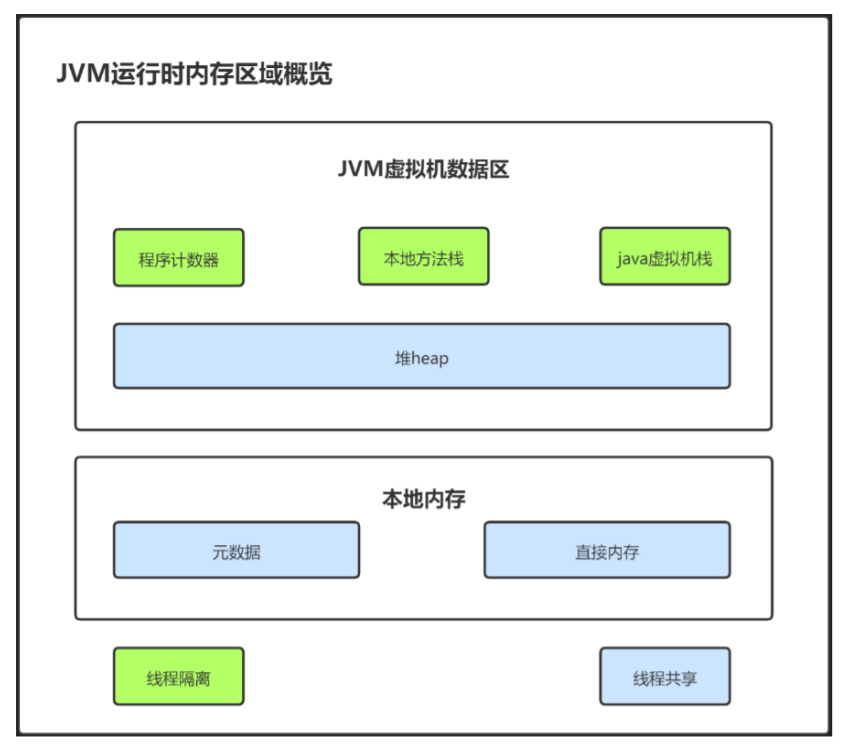 JVM运行时内存区域概览
JVM虚拟机数据区
程序计数器
本地方法栈
java虚拟机栈
堆heap
本地内存
元数据
直接内存
线程隔离
线程共享